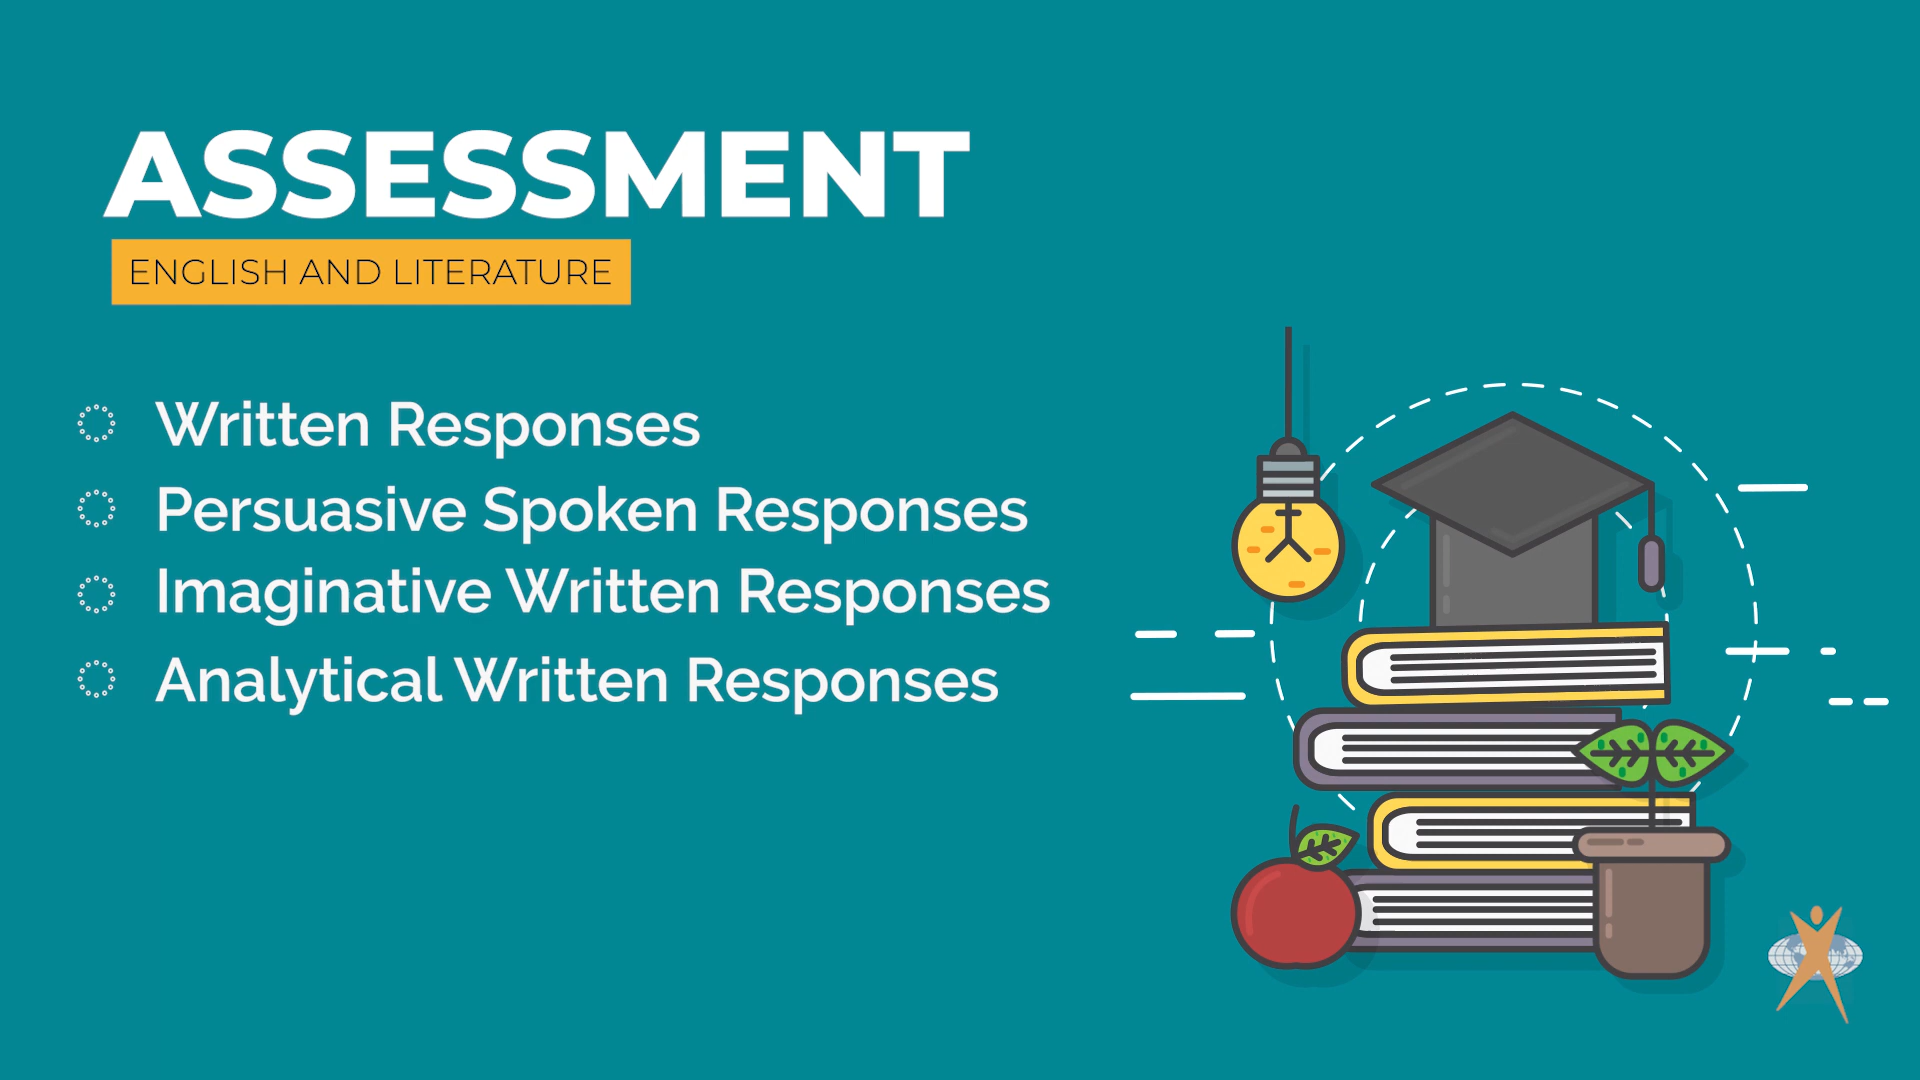 ASSESSMENT
ENGLISH AND LITERATURE
Written Responses
Persuasive Spoken Responses
Imaginative Written Responses
Analytical Written Responses